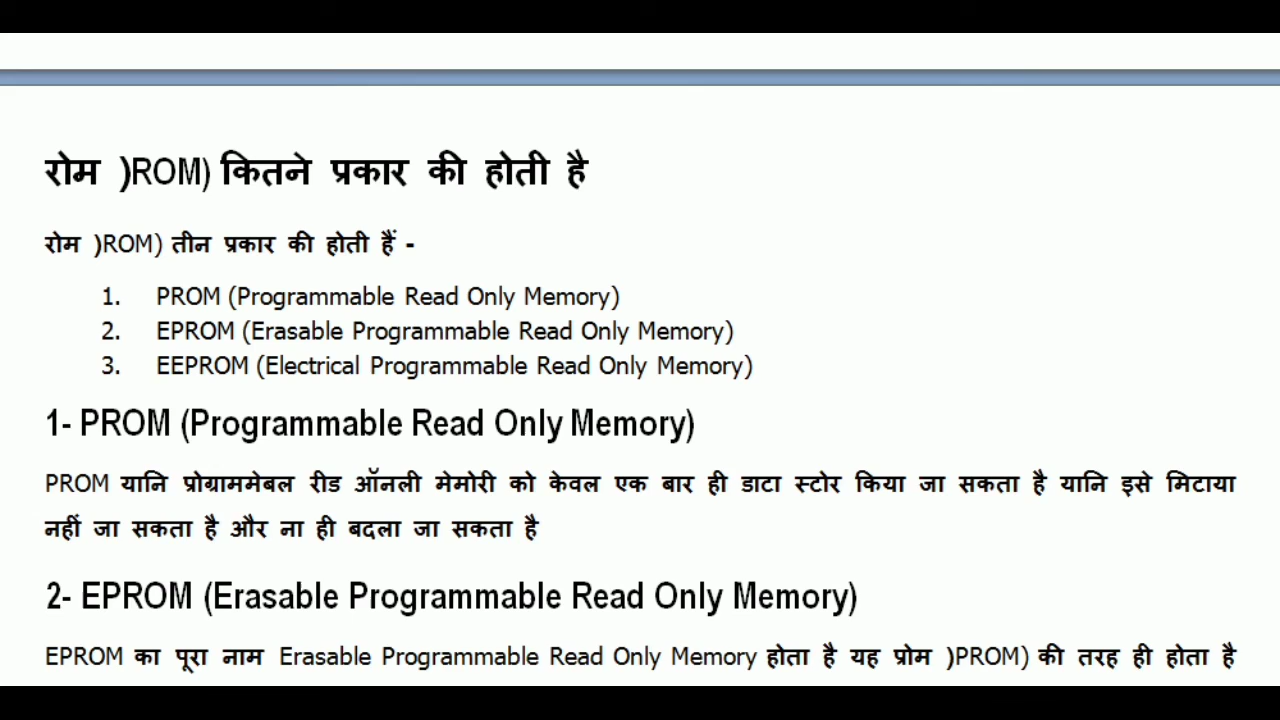 रोम )ROM) कितने प्रकार की होती है
रोम )ROM) तीन प्रकार की होती हैं -
1. PROM (Programmable Read Only Memory)
2. EPROM (Erasable Programmable Read Only Memory)
3. EEPROM (Electrical Programmable Read Only Memory)
1- PROM (Programmable Read Only Memory)
PROM यानि प्रोग्राममेबल रीड ऑनली मेमोरी को केवल एक बार ही डाटा स्टोर किया जा सकता है यानि इसे मिटाया
नहीं जा सकता है और ना ही बदला जा सकता है
2- EPROM (Erasable Programmable Read Only Memory)
EPROM का पूरा नाम Erasable Programmable Read Only Memory होता है यह प्रोम )PROM) की तरह ही होता है